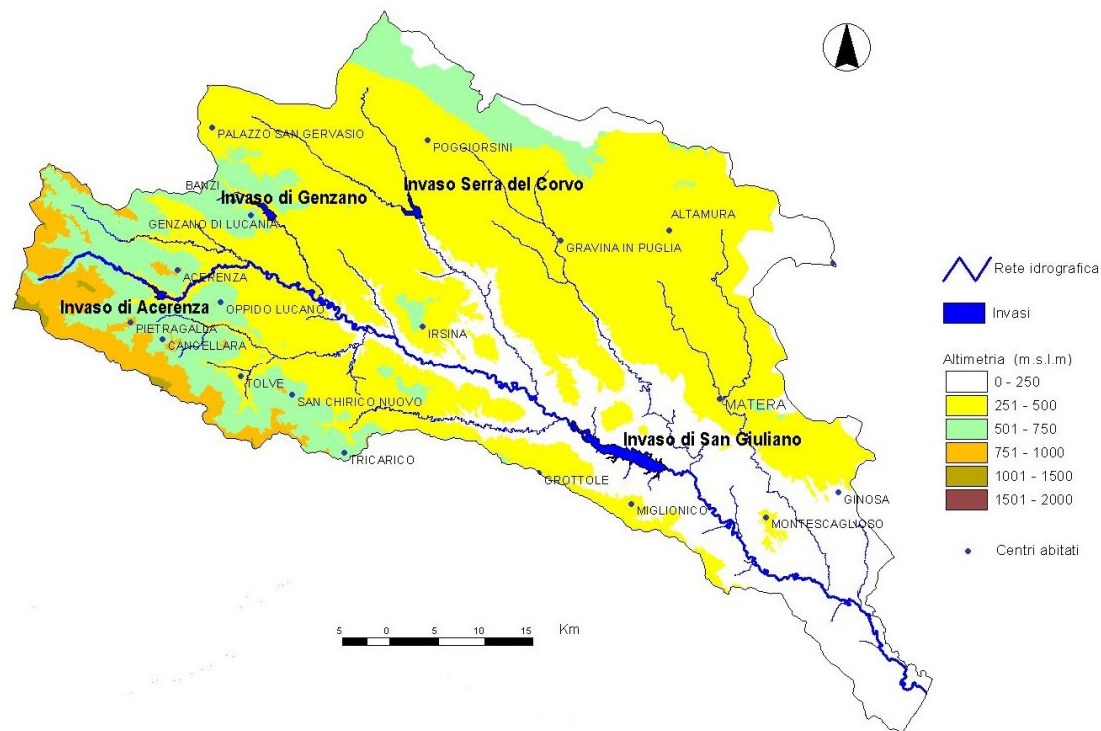 PALAZZO SAN GERVASIO
POGGIORSINI
BANZI
Invaso di Genzano
Invaso Serra del Corvo
GENZANO DI LUCANIA
ALTAMURA
GRAVINA IN PUGLIA
ACERENZA
Invaso di Acerenza
OPPIDO LUCANO
PIETRAGALLA
IRSINA
CANCELLARA
TOLVE
SAN CHIRICO NUOVO
MATERA
Invaso di San Giuliano
TRICARICO
GROTTOLE
GINOSA
MIGLIONICO
MONTESCAGLIOSO
Rete idrografica
Invasi
Altimetria (m.s.l.m)
0 - 250
251 - 500
501 - 750
751 - 1000
1001 - 1500
1501 - 2000
Centri abitati
5 0 5 10 15 Km